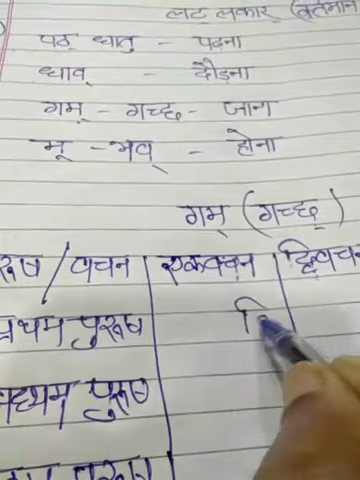 लट् लकार (वर्तमान
पठ् धातु - पढ़ना
धाव् - दौड़ना
गम् - गच्छ - जाना
भू - भव् - होना
गम् (गच्छ्)
रुष / वचन | एकवचन | द्विवचन
प्रथम पुरुष
मध्यम पुरुष
पुरुष